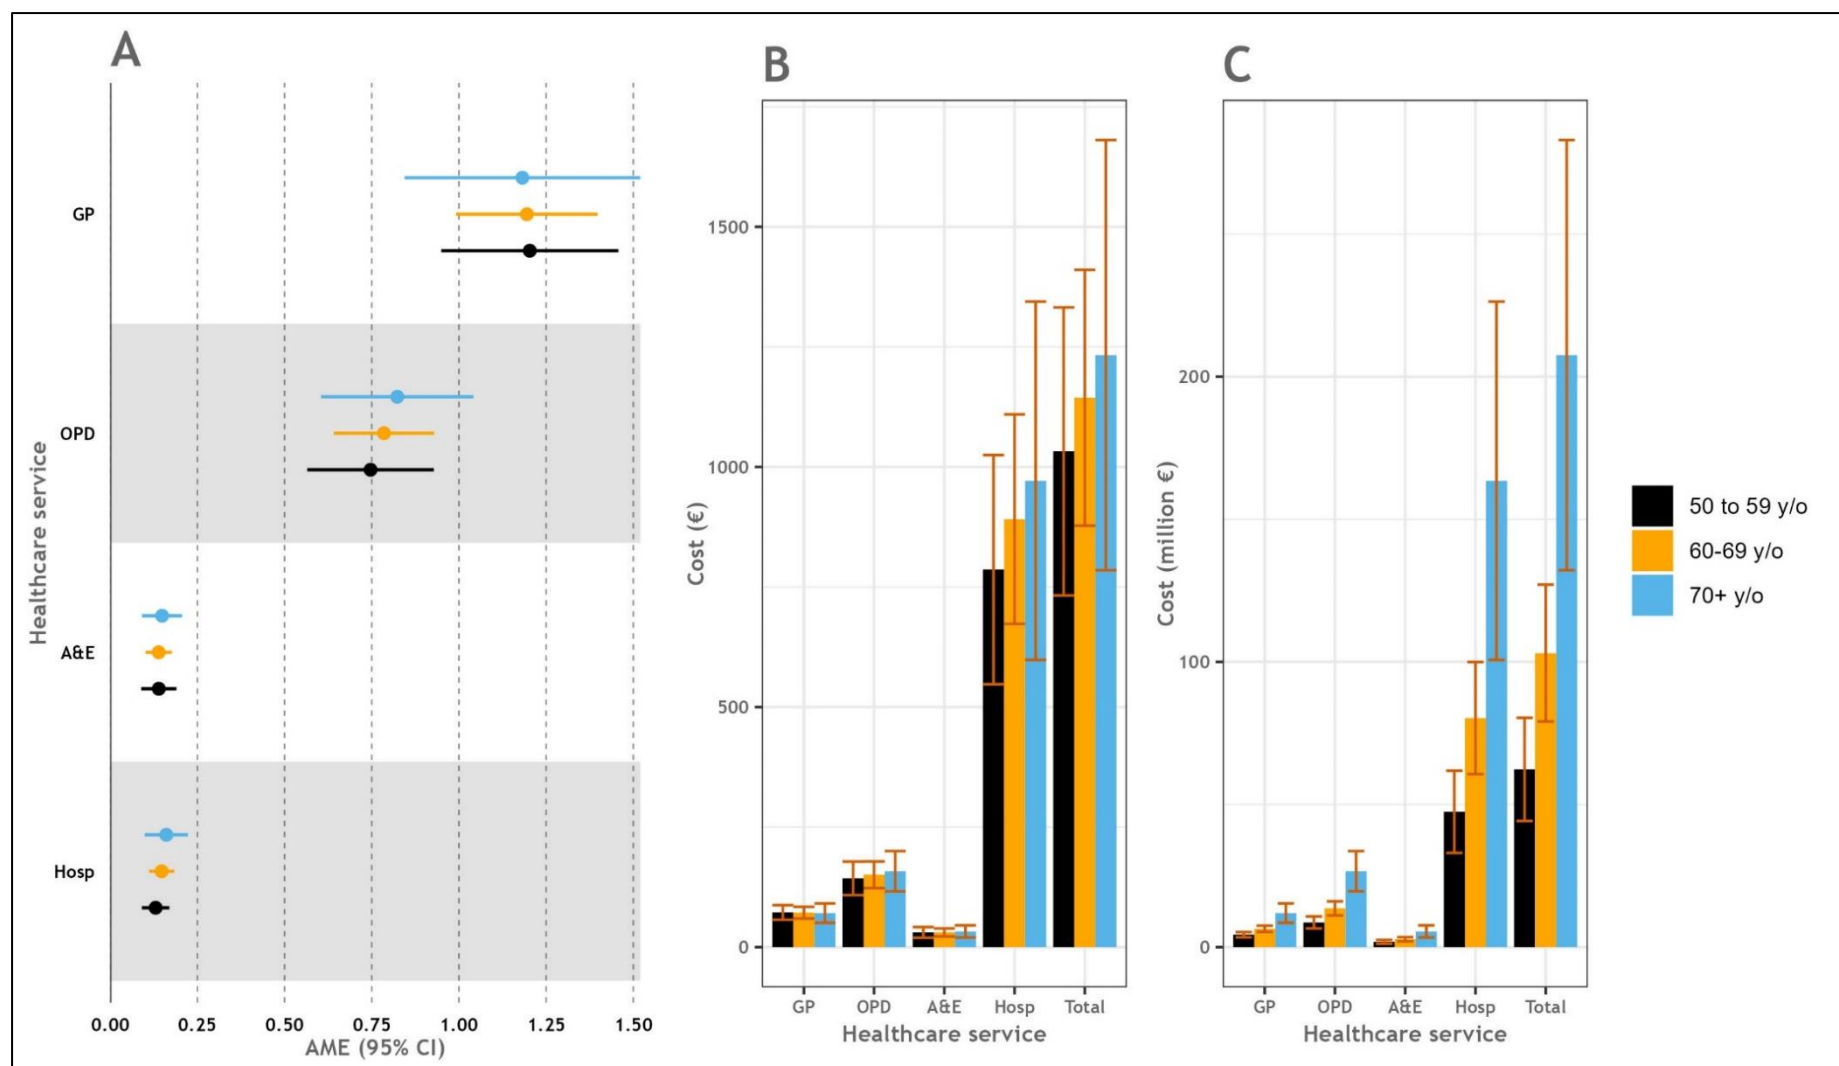 A
GP
OPD
A&E
Hosp
Healthcare service
0.00 0.25 0.50 0.75 1.00 1.25 1.50
AME (95% CI)
B
1500
1000
500
0
Cost (€)
GP OPD A&E Hosp Total
Healthcare service
C
200
100
0
Cost (million €)
GP OPD A&E Hosp Total
Healthcare service
50 to 59 y/o
60-69 y/o
70+ y/o